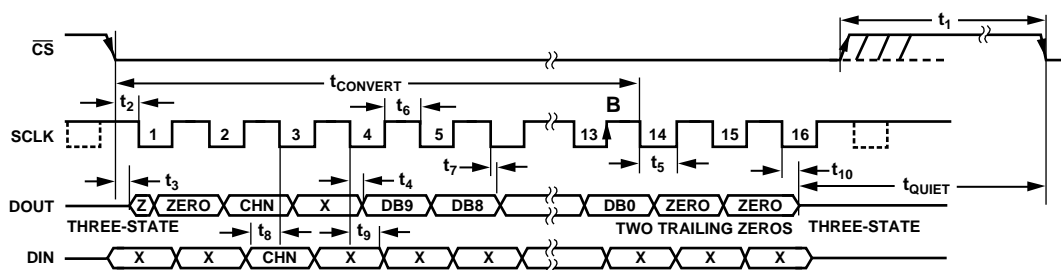 t1
CS
tCONVERT
t2 t6 B
SCLK 1 2 3 4 5 13 14 15 16
t3 t4 t7 t5 t10 tQUIET
DOUT Z ZERO CHN X DB9 DB8 DB0 ZERO ZERO
THREE-STATE TWO TRAILING ZEROS THREE-STATE
t8 t9
DIN X X CHN X X X X X X